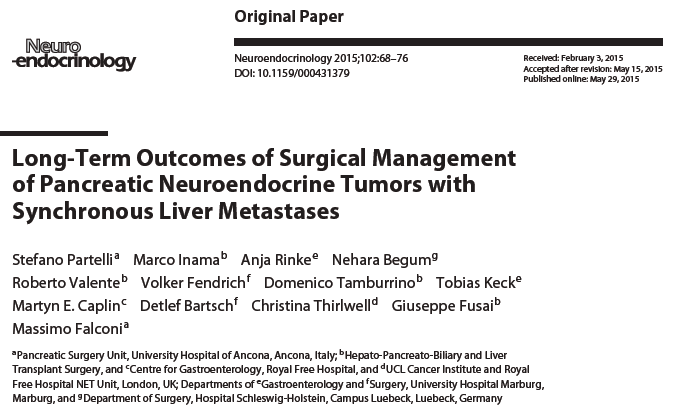 Original Paper
Neuro
-endocrinology
Neuroendocrinology 2015;102:68–76
DOI: 10.1159/000431379
Received: February 3, 2015
Accepted after revision: May 15, 2015
Published online: May 29, 2015
Long-Term Outcomes of Surgical Management
of Pancreatic Neuroendocrine Tumors with
Synchronous Liver Metastases
Stefano Partelli a Marco Inama b Anja Rinke e Nehara Begum g
Roberto Valente b Volker Fendrich f Domenico Tamburrino b Tobias Keck e
Martyn E. Caplin c Detlef Bartsch f Christina Thirlwell d Giuseppe Fusai b
Massimo Falconi a
a Pancreatic Surgery Unit, University Hospital of Ancona, Ancona, Italy; b Hepato-Pancreato-Biliary and Liver
Transplant Surgery, and c Centre for Gastroenterology, Royal Free Hospital, and d UCL Cancer Institute and Royal
Free Hospital NET Unit, London, UK; Departments of e Gastroenterology and f Surgery, University Hospital Marburg,
Marburg, and g Department of Surgery, Hospital Schleswig-Holstein, Campus Luebeck, Luebeck, Germany